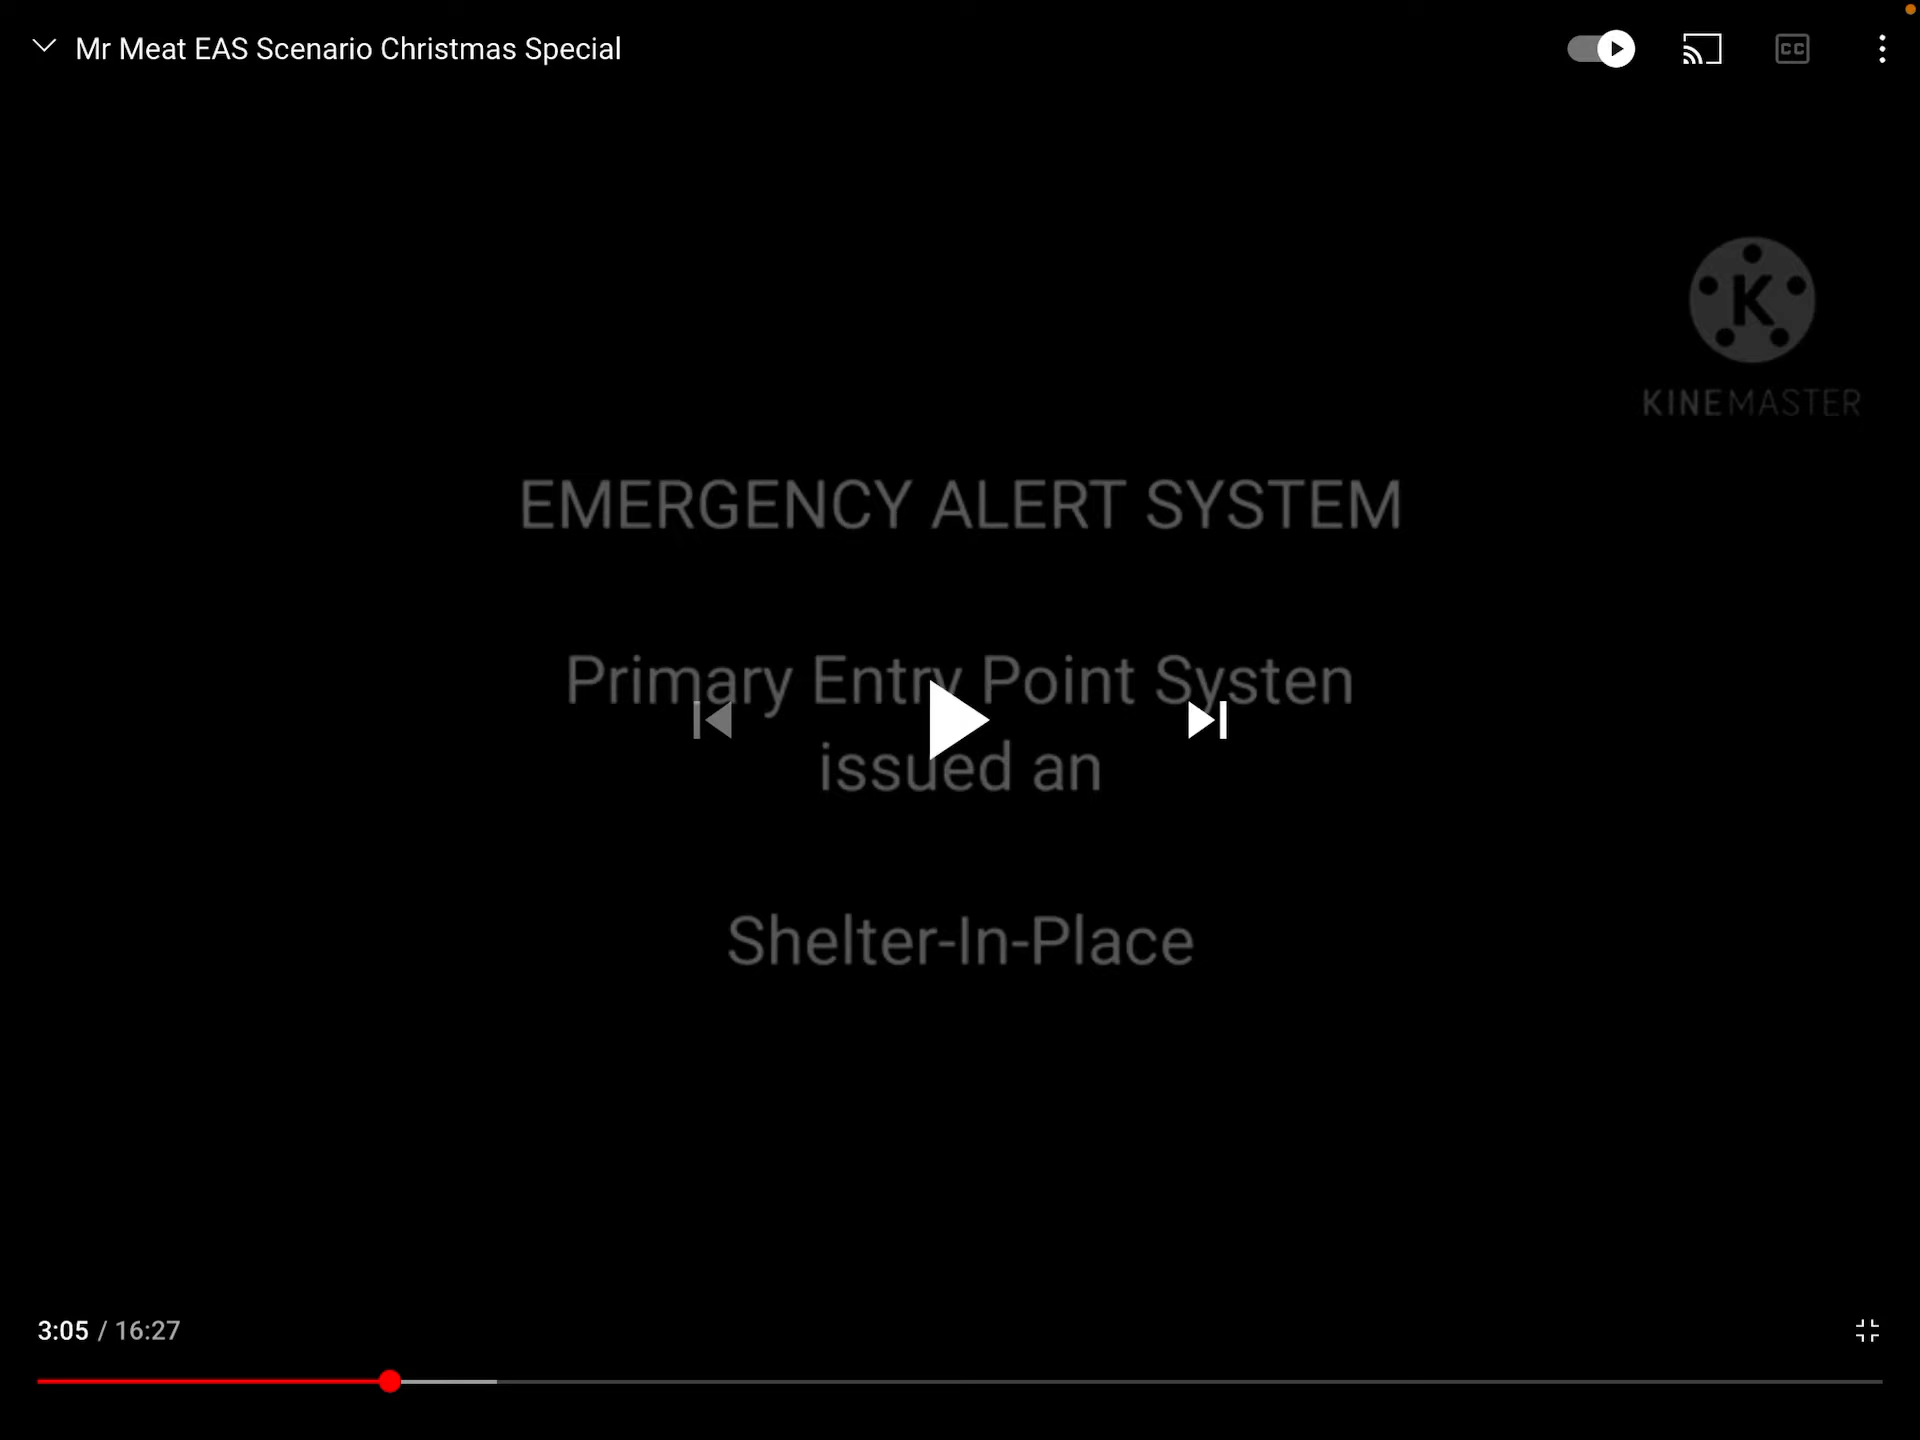 Mr Meat EAS Scenario Christmas Special
CC
K
KINEMASTER
EMERGENCY ALERT SYSTEM
Primary Entry Point Systen
issued an
Shelter-In-Place
3:05 / 16:27